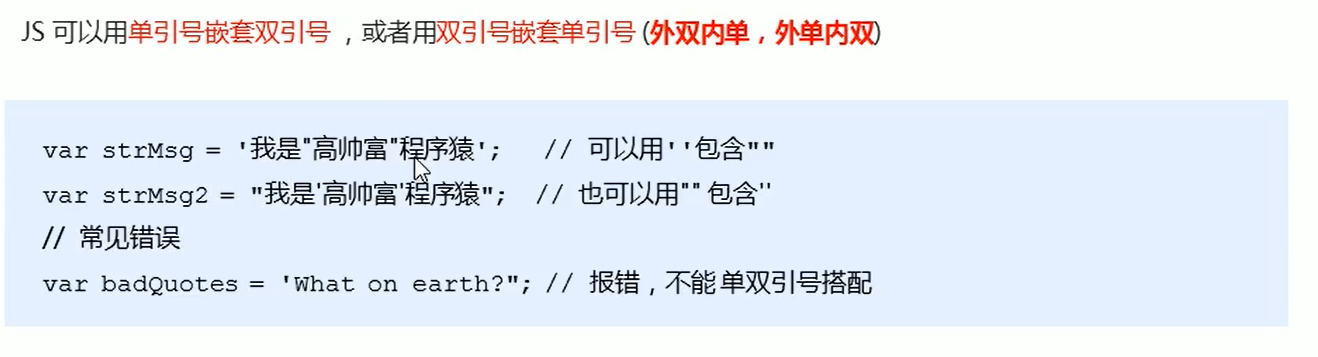 JS 可以用单引号嵌套双引号 ，或者用双引号嵌套单引号 (外双内单，外单内双)
var strMsg = '我是"高帅富"程序猿';   // 可以用''包含""
var strMsg2 = "我是'高帅富'程序猿";  // 也可以用"" 包含''
// 常见错误
var badQuotes = 'What on earth?"; // 报错，不能 单双引号搭配